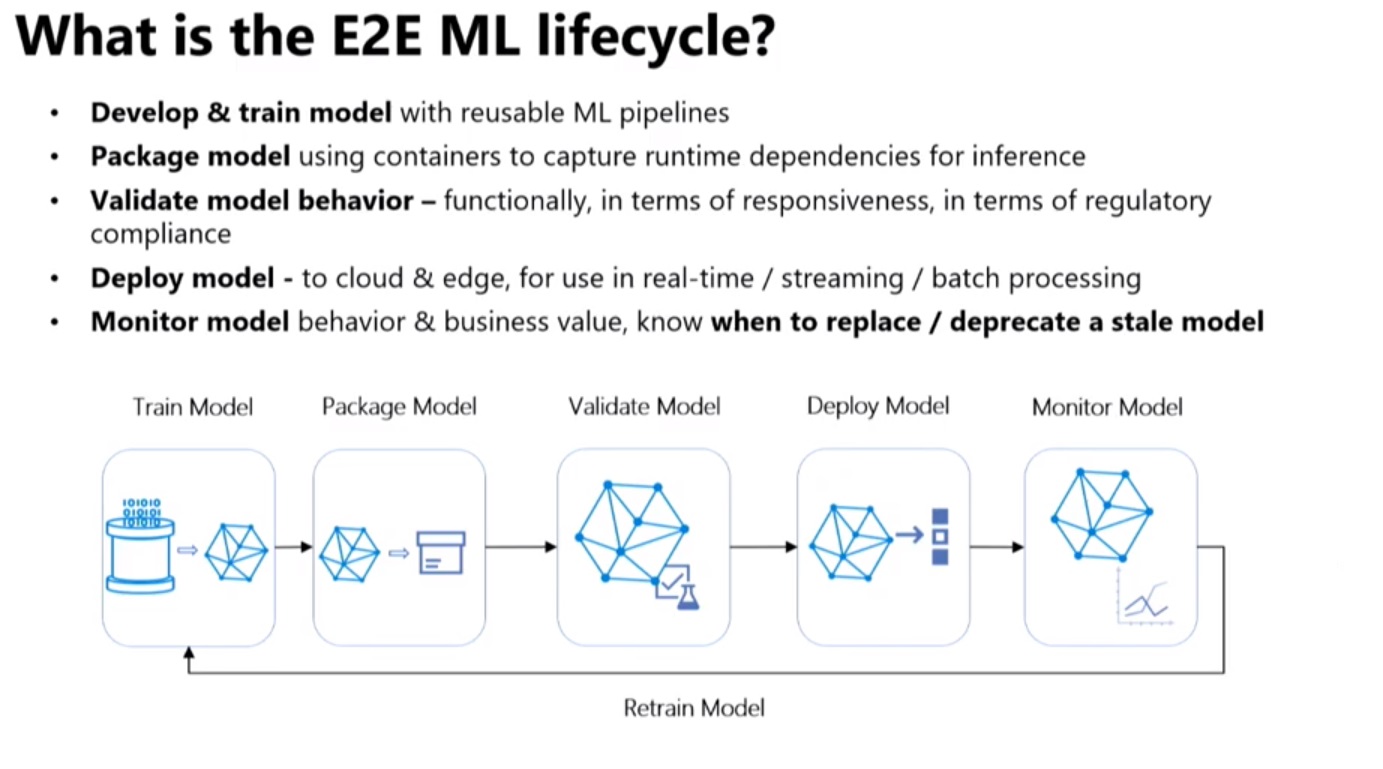 What is the E2E ML lifecycle?
• Develop & train model with reusable ML pipelines
• Package model using containers to capture runtime dependencies for inference
• Validate model behavior – functionally, in terms of responsiveness, in terms of regulatory
compliance
• Deploy model - to cloud & edge, for use in real-time / streaming / batch processing
• Monitor model behavior & business value, know when to replace / deprecate a stale model
Train Model
Package Model
Validate Model
Deploy Model
Monitor Model
101010
010101
101010
Retrain Model